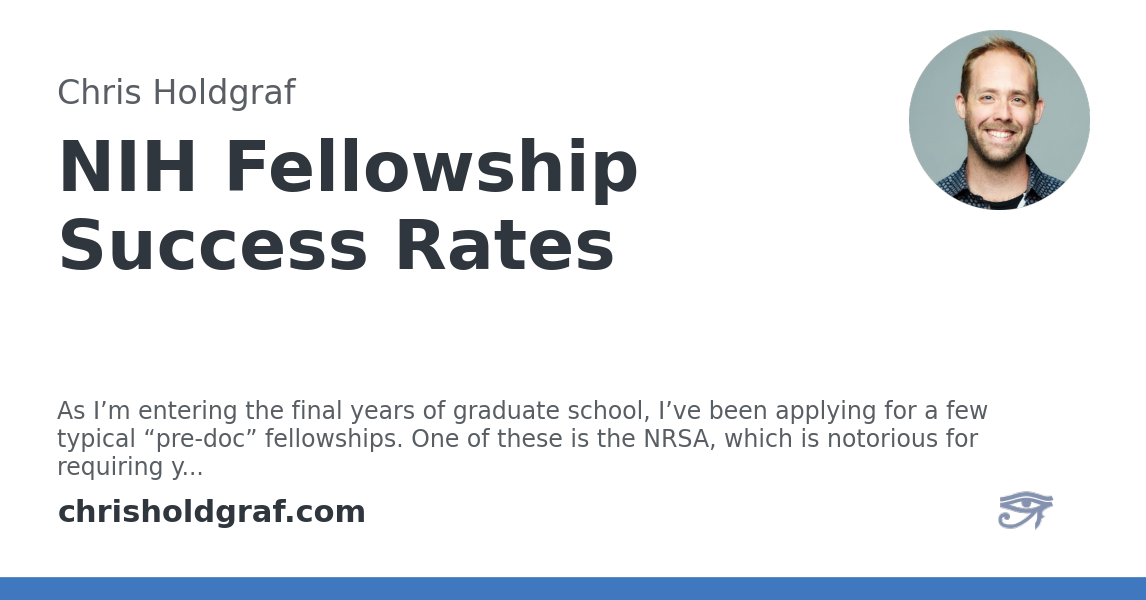 Chris Holdgraf
NIH Fellowship
Success Rates
As I’m entering the final years of graduate school, I’ve been applying for a few
typical “pre-doc” fellowships. One of these is the NRSA, which is notorious for
requiring y...
chrisholdgraf.com